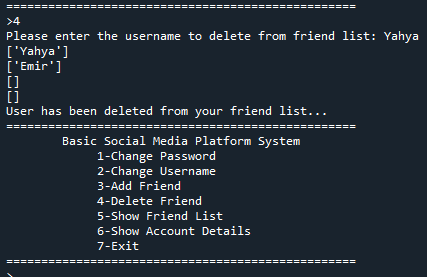 ==================================================
>4
Please enter the username to delete from friend list: Yahya
['Yahya']
['Emir']
[]
[]
User has been deleted from your friend list...
==================================================
Basic Social Media Platform System
1-Change Password
2-Change Username
3-Add Friend
4-Delete Friend
5-Show Friend List
6-Show Account Details
7-Exit
==================================================
>